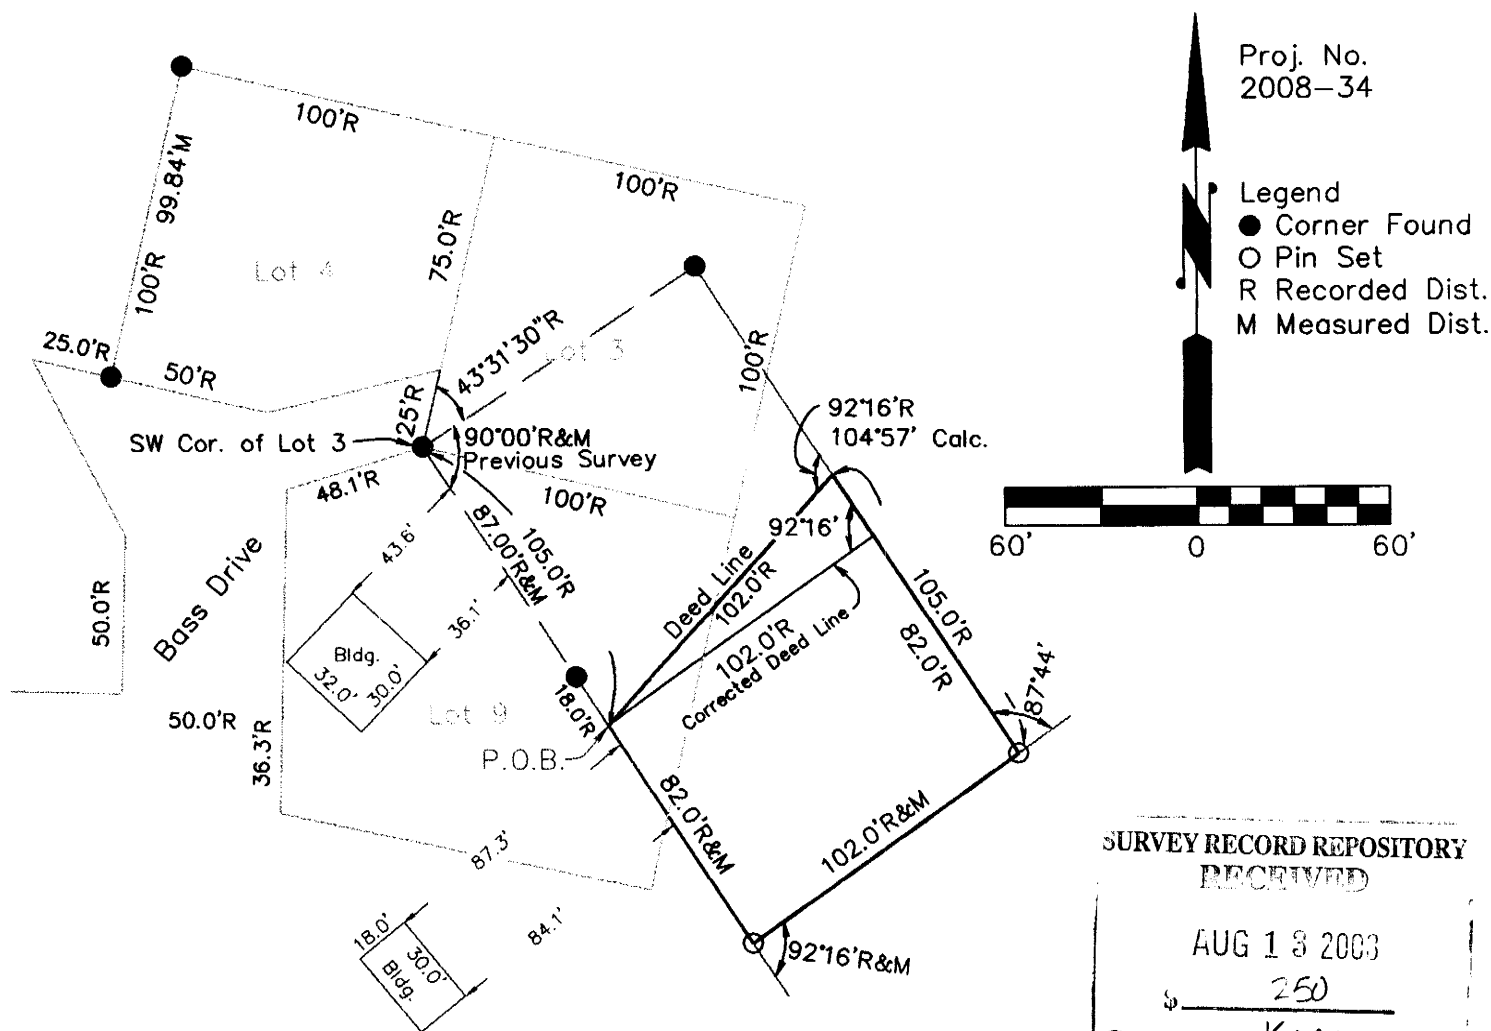 Proj. No.
2008-34
Legend
Corner Found
Pin Set
R Recorded Dist.
M Measured Dist.
60' 0 60'
100'R
100'R
99.84'M
100'R
75.0'R
Lot 4
25.0'R
50'R
43°31'30"R
Lot 3
100'R
25'R
SW Cor. of Lot 3
90°00'R&M
Previous Survey
92°16'R
104°57' Calc.
48.1'R
100'R
87.00'R&M
105.0'R
92°16'
43.6'
36.1'
Deed Line
102.0'R
102.0'R
Corrected Deed Line
105.0'R
82.0'R
87°44'
50.0'R
Bass Drive
Bldg.
32.0'
30.0'
50.0'R
36.3'R
Lot 9
18.0'R
P.O.B.
82.0'R&M
102.0'R&M
87.3'
84.1'
92°16'R&M
18.0'
30.0'
Bldg.
SURVEY RECORD REPOSITORY
RECEIVED
AUG 13 2008
$ 250